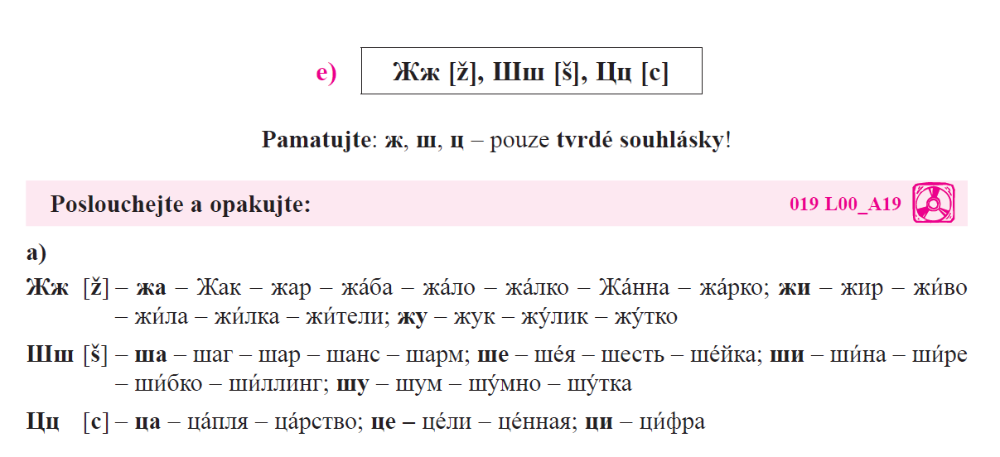 e) Жж [ž], Шш [š], Цц [c]
Pamatujte: ж, ш, ц – pouze tvrdé souhlásky!
Poslouchejte a opakujte: 019 L00_A19
a)
Жж [ž] – жа – Жак – жар – жа́ба – жа́ло – жа́лко – Жа́нна – жа́рко; жи – жир – жи́во
– жи́ла – жи́лка – жи́тели; жу – жук – жу́лик – жу́тко
Шш [š] – ша – шаг – шар – шанс – шарм; ше – ше́я – шесть – ше́йка; ши – ши́на – ши́ре
– ши́бко – ши́ллинг; шу – шум – шу́мно – шу́тка
Цц [c] – ца – ца́пля – ца́рство; це – це́ли – це́нная; ци – ци́фра